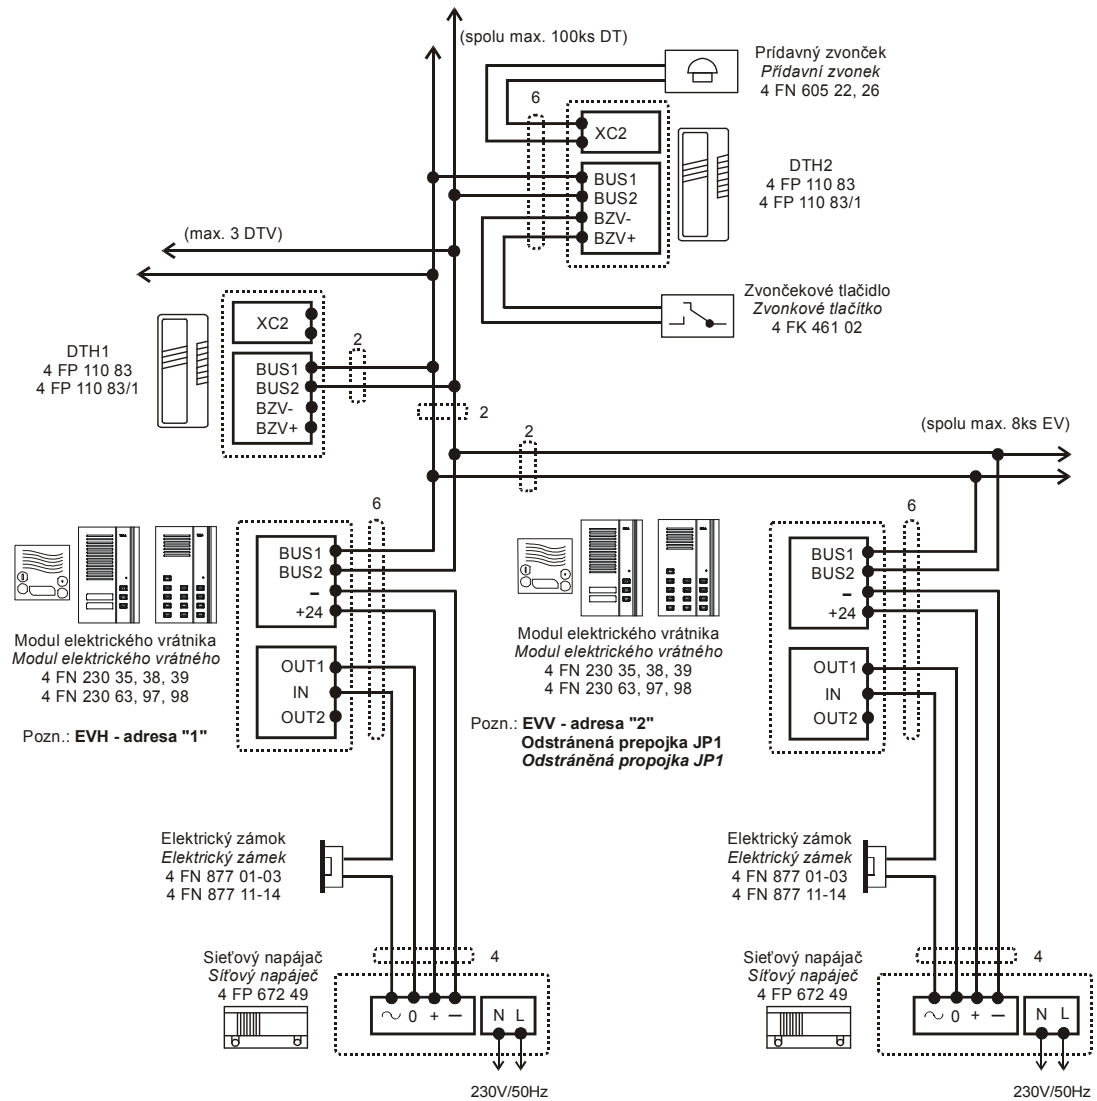 (spolu max. 100ks DT)
Prídavný zvonček
Přídavní zvonek
4 FN 605 22, 26
6
XC2
BUS1
BUS2
BZV-
BZV+
DTH2
4 FP 110 83
4 FP 110 83/1
(max. 3 DTV)
Zvončekové tlačidlo
Zvonkové tlačítko
4 FK 461 02
DTH1
4 FP 110 83
4 FP 110 83/1
XC2
BUS1
BUS2
BZV-
BZV+
2
2
2
(spolu max. 8ks EV)
6
BUS1
BUS2
–
+24
OUT1
IN
OUT2
Modul elektrického vrátnika
Modul elektrického vrátného
4 FN 230 35, 38, 39
4 FN 230 63, 97, 98
Pozn.: EVH - adresa "1"
6
BUS1
BUS2
–
+24
OUT1
IN
OUT2
Modul elektrického vrátnika
Modul elektrického vrátného
4 FN 230 35, 38, 39
4 FN 230 63, 97, 98
Pozn.: EVV - adresa "2"
Odstránená prepojka JP1
Odstráněná propojka JP1
Elektrický zámok
Elektrický zámek
4 FN 877 01-03
4 FN 877 11-14
Elektrický zámok
Elektrický zámek
4 FN 877 01-03
4 FN 877 11-14
Sieťový napájač
Síťový napáječ
4 FP 672 49
4
~ 0 + – N L
230V/50Hz
Sieťový napájač
Síťový napáječ
4 FP 672 49
4
~ 0 + – N L
230V/50Hz